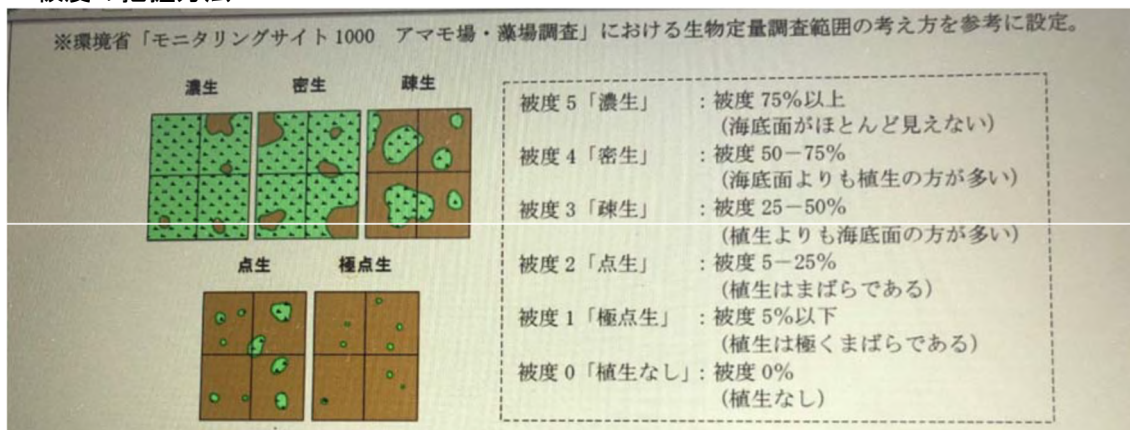 ※環境省「モニタリングサイト1000 アマモ場・藻場調査」における生物定量調査範囲の考え方を参考に設定。
濃生 密生 疎生
点生 極点生
被度5「濃生」 :被度75%以上
(海底面がほとんど見えない)
被度4「密生」 :被度50-75%
(海底面よりも植生の方が多い)
被度3「疎生」 :被度25-50%
(植生よりも海底面の方が多い)
被度2「点生」 :被度5-25%
(植生はまばらである)
被度1「極点生」 :被度5%以下
(植生は極くまばらである)
被度0「植生なし」:被度0%
(植生なし)